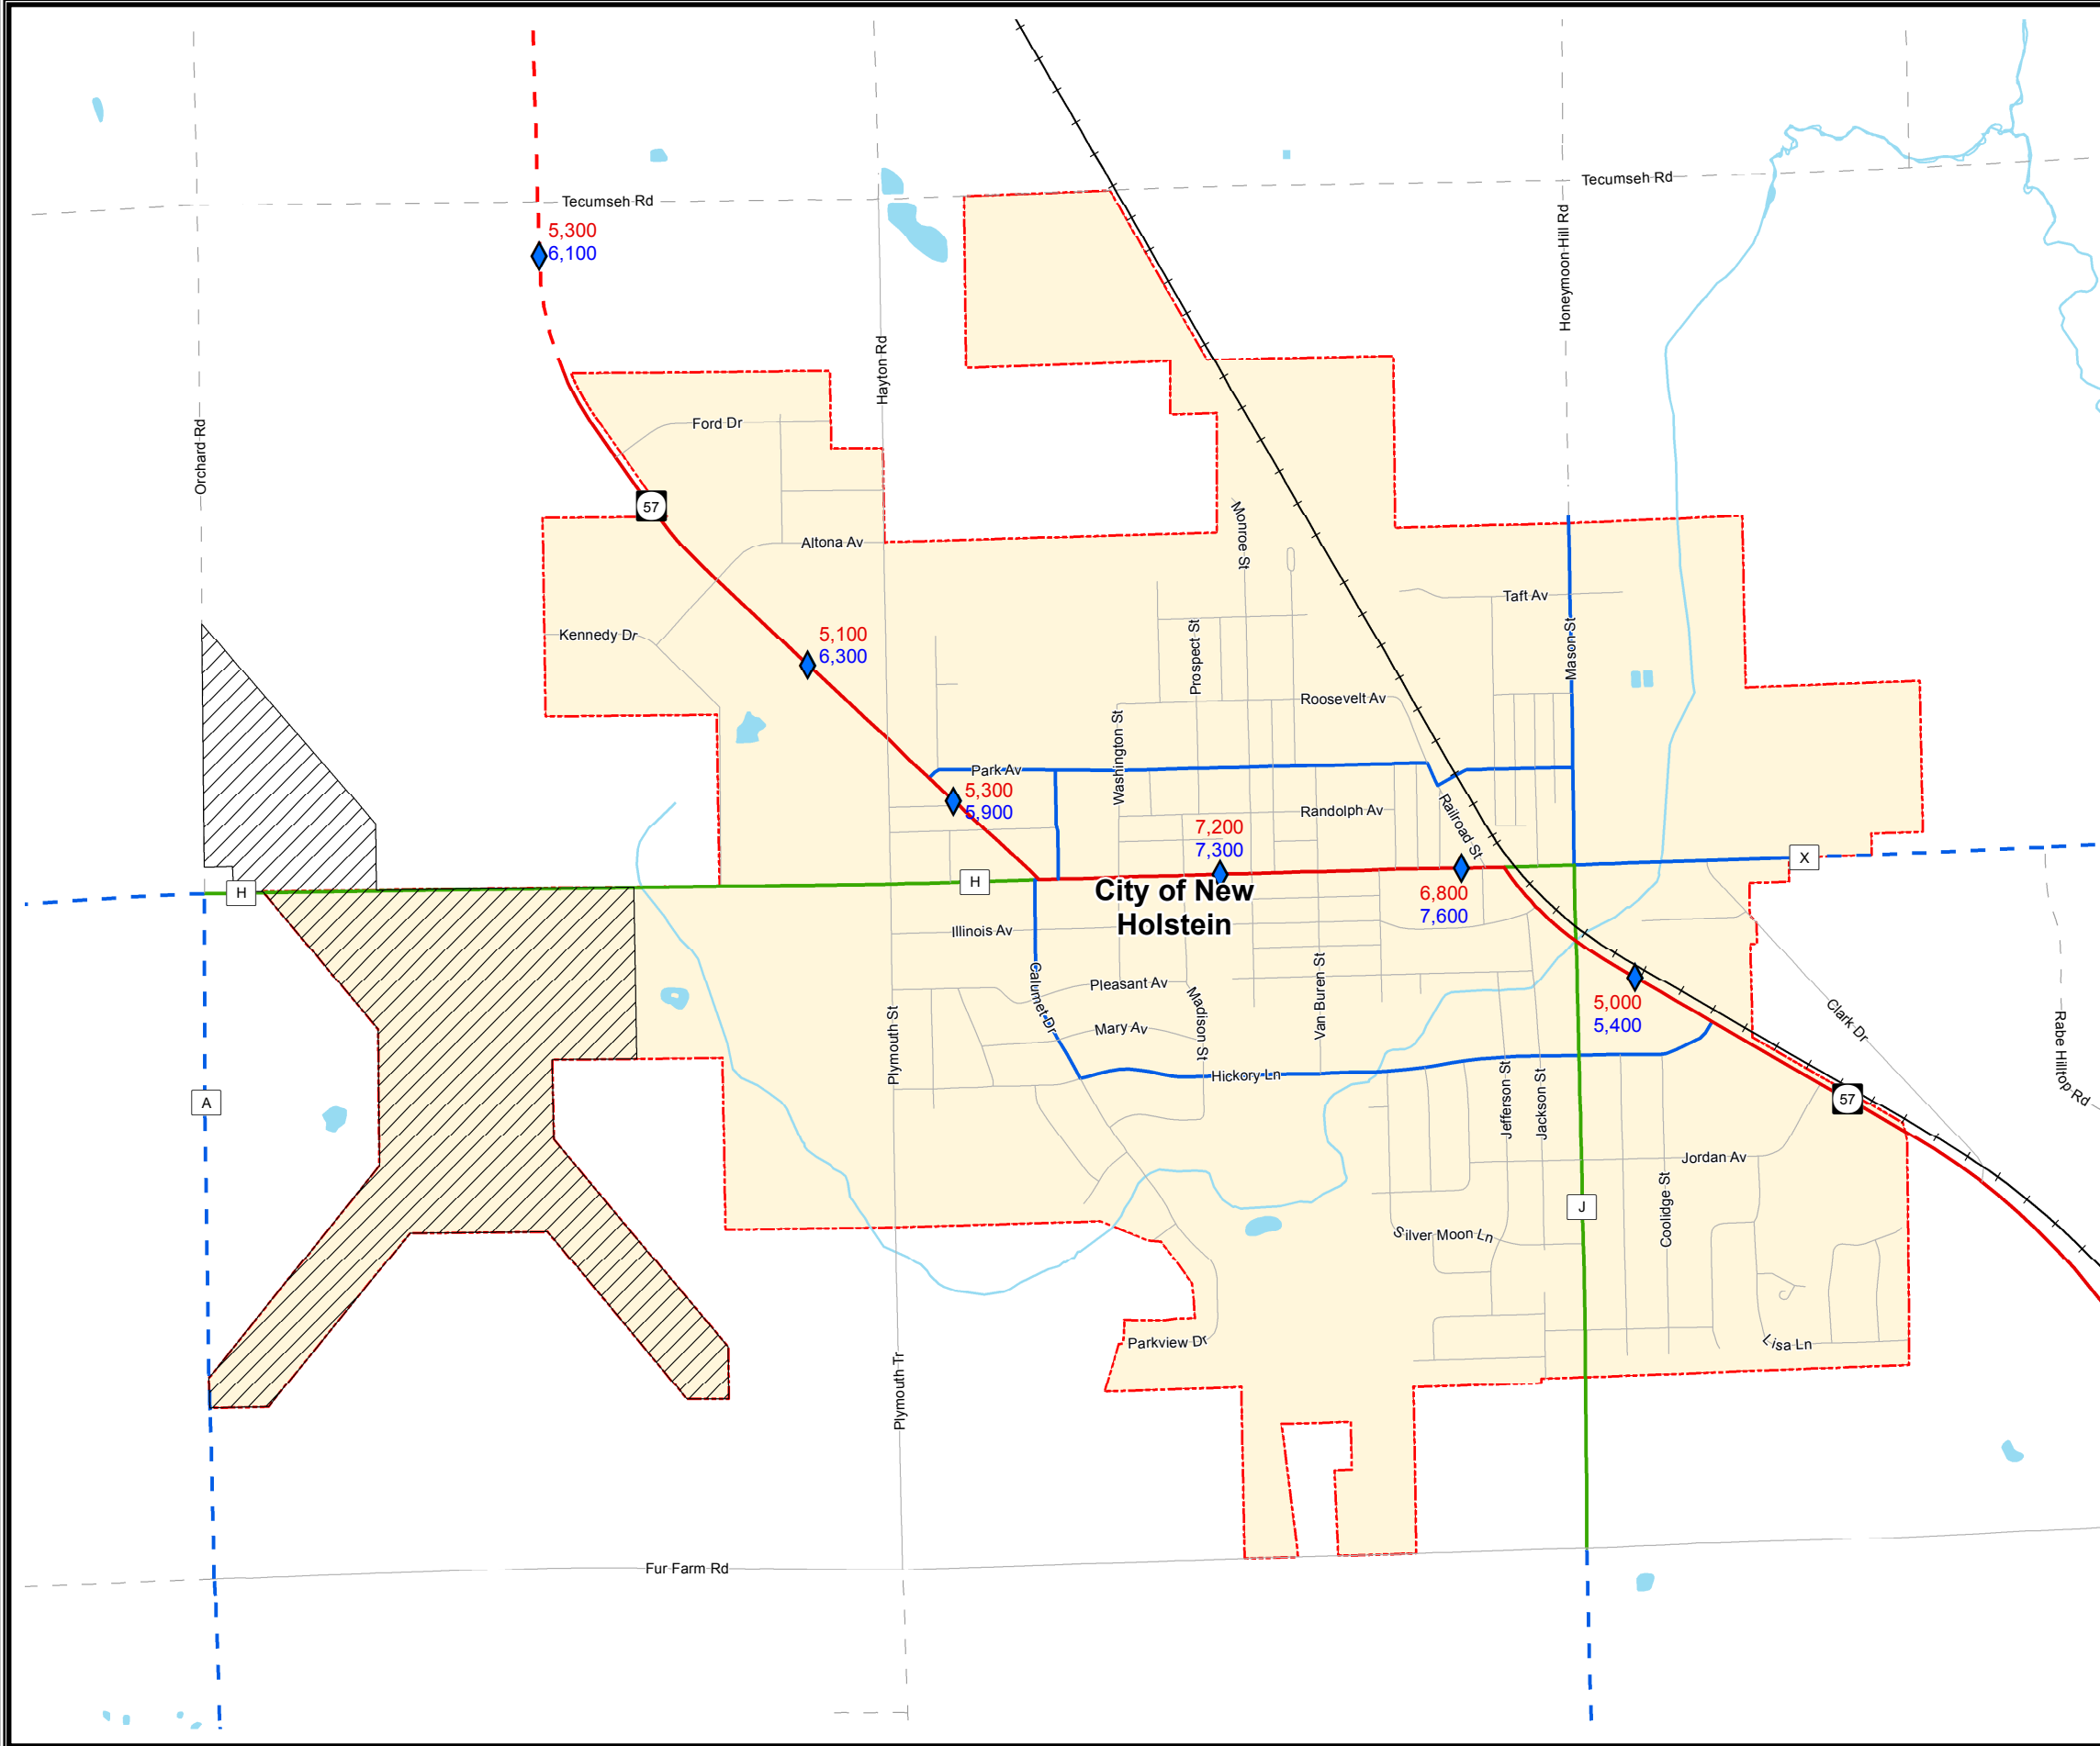 Tecumseh Rd
Tecumseh Rd
5,300
6,100
Honeymoon Hill Rd
Hayton Rd
Orchard Rd
Ford Dr
57
Monroe St
Altona Av
Taft Av
Kennedy Dr
5,100
6,300
Prospect St
Mason St
Roosevelt Av
Washington St
Park Av
5,300
5,900
Randolph Av
Railroad St
7,200
7,300
X
H
H
City of New
Holstein
6,800
7,600
Illinois Av
Calumet Dr
Pleasant Av
Madison St
Van Buren St
5,000
5,400
Clark Dr
Rabe Hilltop Rd
Mary Av
Plymouth St
Hickory Ln
Jefferson St
Jackson St
A
57
Jordan Av
Coolidge St
J
Silver Moon Ln
Parkview Dr
Lisa Ln
Plymouth Tr
Fur Farm Rd